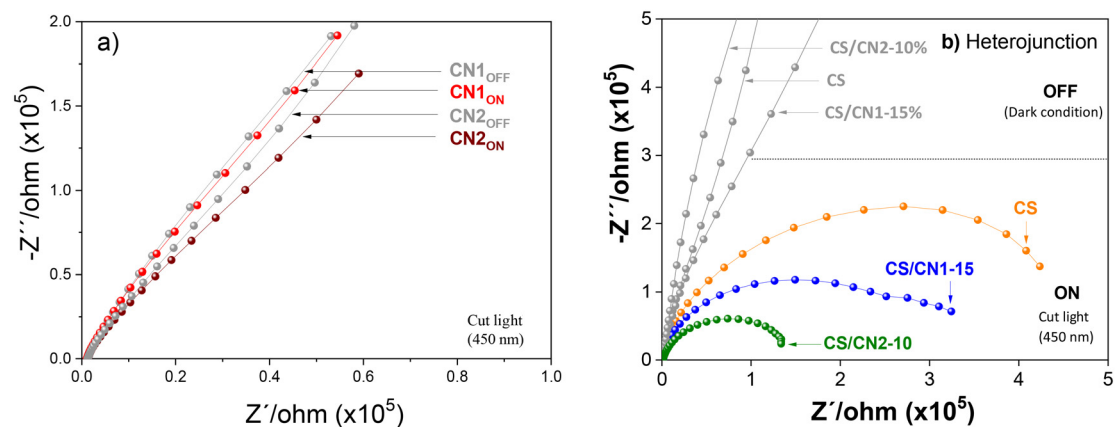 a)
-Z´´/ohm (x10⁵)
2.0
1.5
1.0
0.5
0.0
CN1OFF
CN1ON
CN2OFF
CN2ON
Cut light
(450 nm)
0.0 0.2 0.4 0.6 0.8 1.0
Z´/ohm (x10⁵)
b) Heterojunction
-Z´´/ohm (x10⁵)
5
4
3
2
1
0
CS/CN2-10%
CS
CS/CN1-15%
OFF
(Dark condition)
CS
CS/CN1-15
CS/CN2-10
ON
Cut light
(450 nm)
0 1 2 3 4 5
Z´/ohm (x10⁵)